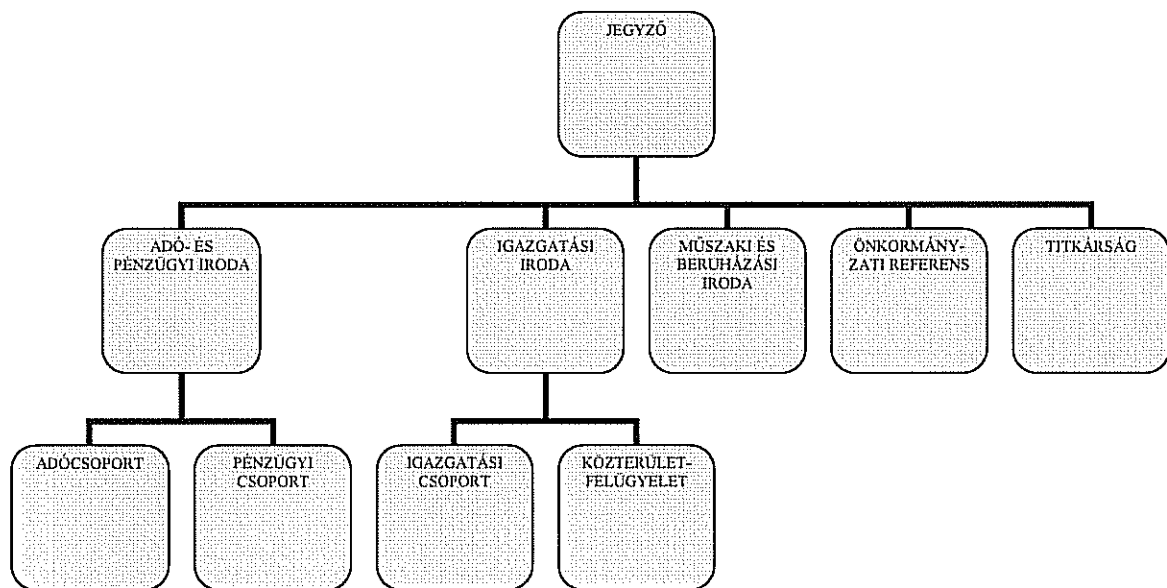 JEGYZŐ
ADÓ- ÉS
PÉNZÜGYI IRODA
IGAZGATÁSI
IRODA
MŰSZAKI ÉS
BERUHÁZÁSI
IRODA
ÖNKORMÁNY-
ZATI REFERENS
TITKÁRSÁG
ADÓCSOPORT
PÉNZÜGYI
CSOPORT
IGAZGATÁSI
CSOPORT
KÖZTERÜLET-
FELÜGYELET